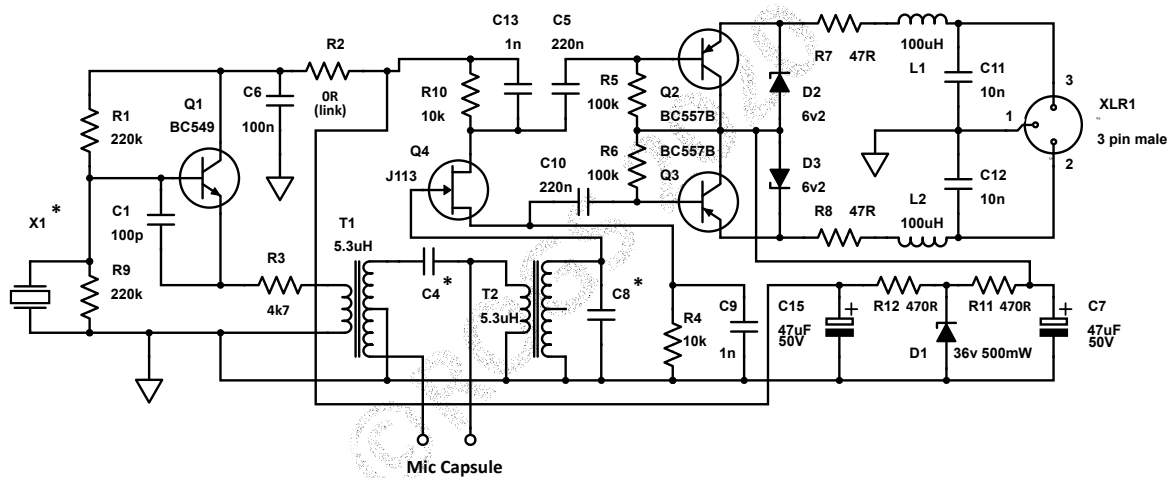 C13
1n
C5
220n
R2
0R
(link)
R10
10k
R5
100k
Q2
BC557B
D2
6v2
R7
47R
100uH
L1
C11
10n
3
XLR1
1
3 pin male
2
R1
220k
Q1
BC549
C6
100n
Q4
J113
C10
220n
R6
100k
BC557B
Q3
D3
6v2
R8
47R
L2
100uH
C12
10n
X1 *
C1
100p
R9
220k
R3
4k7
T1
5.3uH
C4 *
T2
5.3uH
C8 *
R4
10k
C9
1n
C15
47uF
50V
+
R12 470R
R11 470R
D1
36v 500mW
C7
47uF
50V
+
Mic Capsule